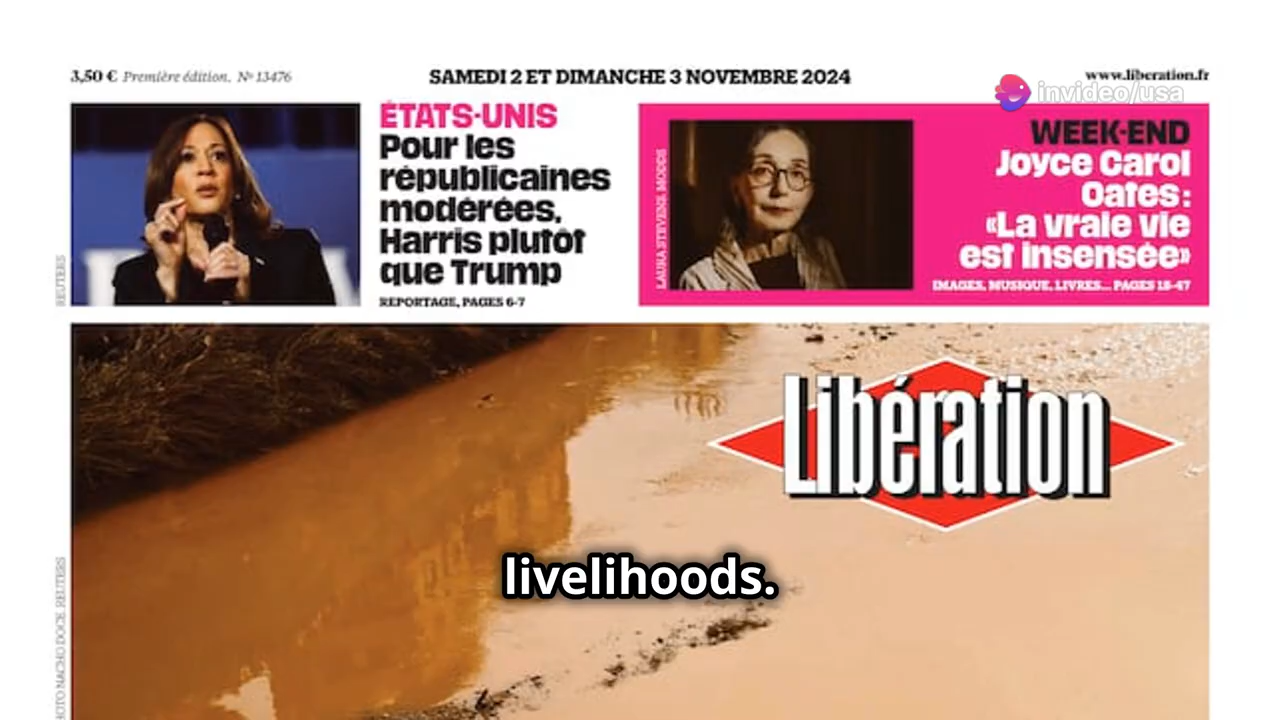 3,50 € Première édition. Nº 13476
SAMEDI 2 ET DIMANCHE 3 NOVEMBRE 2024
www.liberation.fr
invideo/usa
ÉTATS-UNIS
Pour les
républicaines
modérées,
Harris plutôt
que Trump
REPORTAGE, PAGES 6-7
REUTERS
LAURA STEVENS. MODDS
WEEK-END
Joyce Carol
Oates :
«La vraie vie
est insensée»
IMAGES, MUSIQUE, LIVRES... PAGES 18-47
Libération
livelihoods.
NACHO DOCE. REUTERS